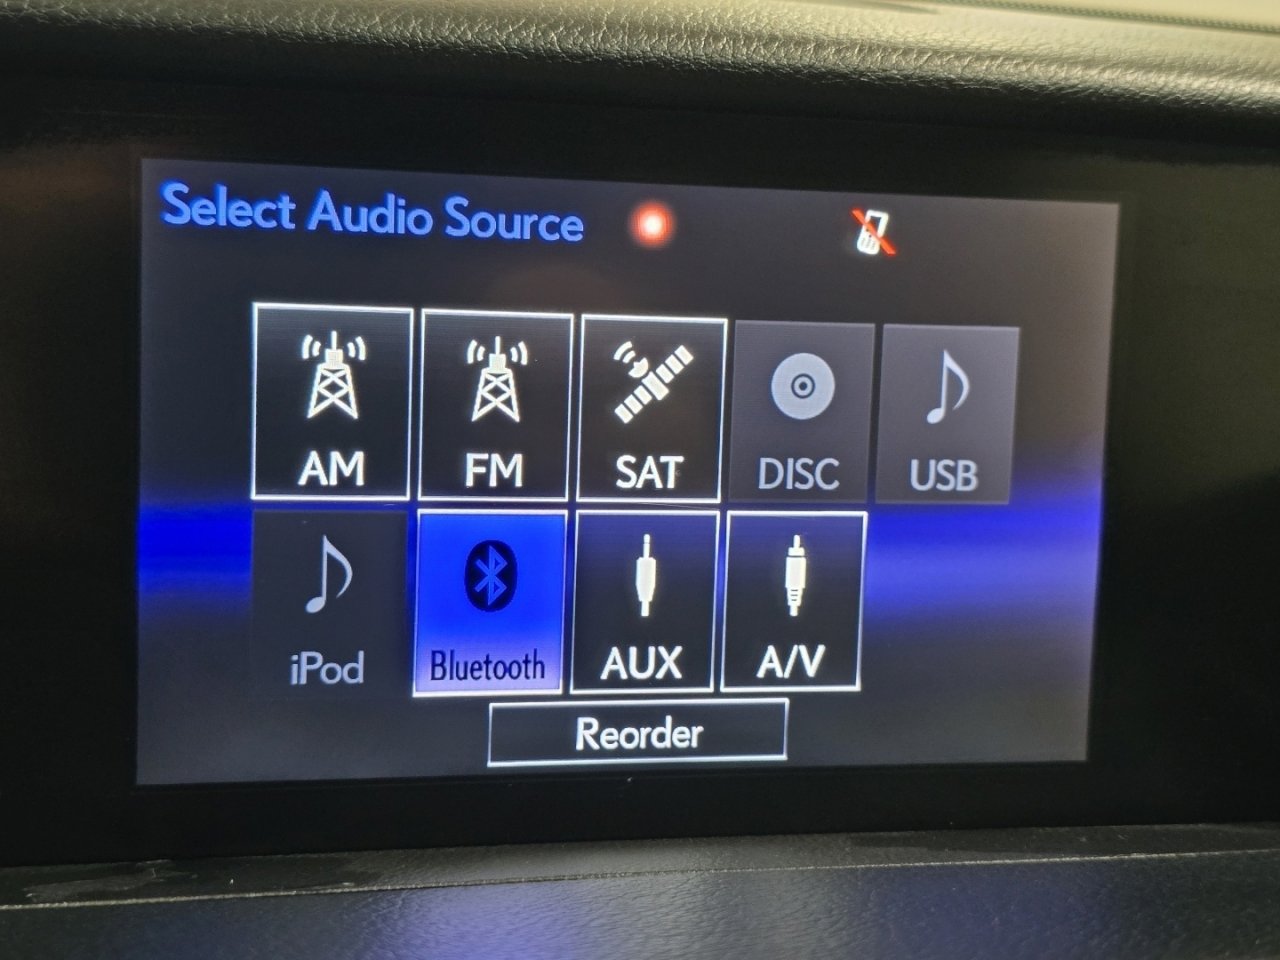 Select Audio Source
AM FM SAT DISC USB
iPod Bluetooth AUX A/V
Reorder